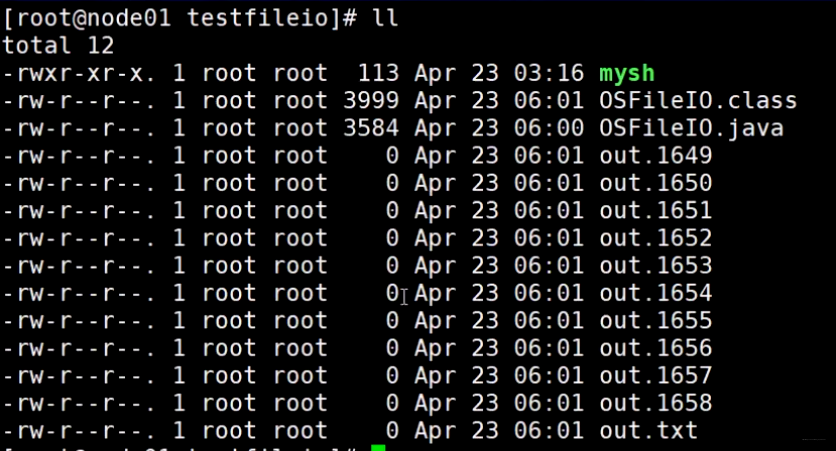 [root@node01 testfileio]# ll
total 12
-rwxr-xr-x. 1 root root  113 Apr 23 03:16 mysh
-rw-r--r--. 1 root root 3999 Apr 23 06:01 OSFileIO.class
-rw-r--r--. 1 root root 3584 Apr 23 06:00 OSFileIO.java
-rw-r--r--. 1 root root    0 Apr 23 06:01 out.1649
-rw-r--r--. 1 root root    0 Apr 23 06:01 out.1650
-rw-r--r--. 1 root root    0 Apr 23 06:01 out.1651
-rw-r--r--. 1 root root    0 Apr 23 06:01 out.1652
-rw-r--r--. 1 root root    0 Apr 23 06:01 out.1653
-rw-r--r--. 1 root root    0 Apr 23 06:01 out.1654
-rw-r--r--. 1 root root    0 Apr 23 06:01 out.1655
-rw-r--r--. 1 root root    0 Apr 23 06:01 out.1656
-rw-r--r--. 1 root root    0 Apr 23 06:01 out.1657
-rw-r--r--. 1 root root    0 Apr 23 06:01 out.1658
-rw-r--r--. 1 root root    0 Apr 23 06:01 out.txt